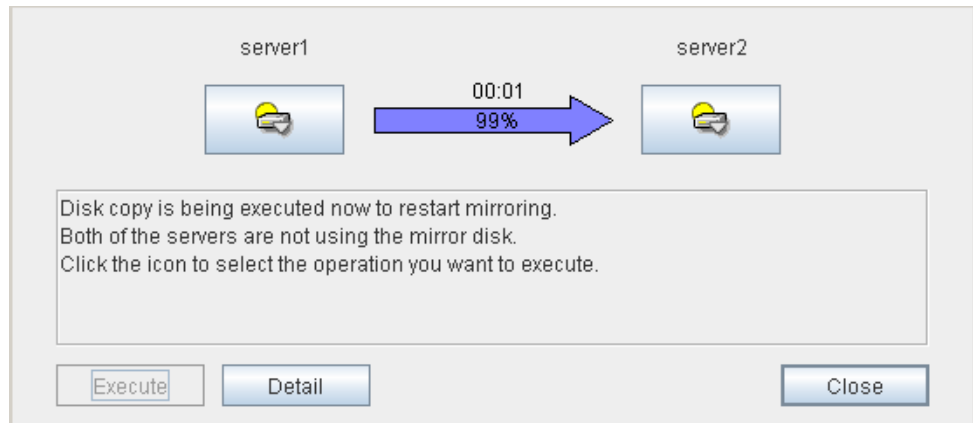 server1
server2
00:01
99%
Disk copy is being executed now to restart mirroring.
Both of the servers are not using the mirror disk.
Click the icon to select the operation you want to execute.
Execute
Detail
Close